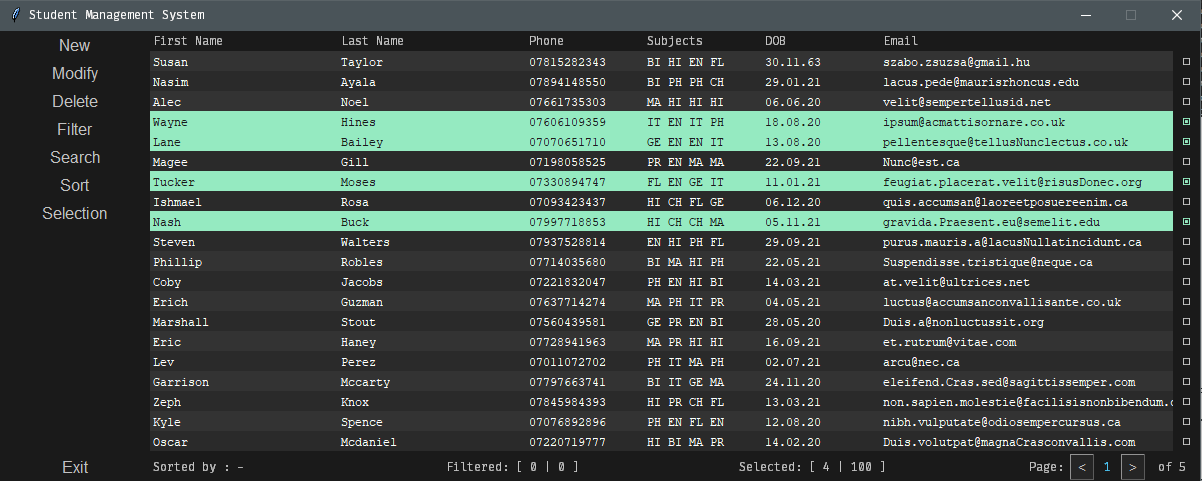 Student Management System
New
Modify
Delete
Filter
Search
Sort
Selection
Exit
First Name Last Name Phone Subjects DOB Email
Susan Taylor 07815282343 BI HI EN FL 30.11.63 szabo.zsuzsa@gmail.hu
Nasim Ayala 07894148550 BI PH PH CH 29.01.21 lacus.pede@maurisrhoncus.edu
Alec Noel 07661735303 MA HI HI HI 06.06.20 velit@sempertellusid.net
Wayne Hines 07606109359 IT EN IT PH 18.08.20 ipsum@acmattisornare.co.uk
Lane Bailey 07070651710 GE EN EN IT 13.08.20 pellentesque@tellusNunclectus.co.uk
Magee Gill 07198058525 PR EN MA MA 22.09.21 Nunc@est.ca
Tucker Moses 07330894747 FL EN GE IT 11.01.21 feugiat.placerat.velit@risusDonec.org
Ishmael Rosa 07093423437 HI CH FL GE 06.12.20 quis.accumsan@laoreetposuereenim.ca
Nash Buck 07997718853 HI CH CH MA 05.11.21 gravida.Praesent.eu@semelit.edu
Steven Walters 07937528814 EN HI PH FL 29.09.21 purus.mauris.a@lacusNullatincidunt.ca
Phillip Robles 07714035680 BI MA HI PH 22.05.21 Suspendisse.tristique@neque.ca
Coby Jacobs 07221832047 PH EN HI BI 14.03.21 at.velit@ultrices.net
Erich Guzman 07637714274 MA PH IT PR 04.05.21 luctus@accumsanconvallisante.co.uk
Marshall Stout 07560439581 GE PR EN BI 28.05.20 Duis.a@nonluctussit.org
Eric Haney 07728941963 MA PR HI HI 16.09.21 et.rutrum@vitae.com
Lev Perez 07011072702 PH IT MA PH 02.07.21 arcu@nec.ca
Garrison Mccarty 07797663741 BI IT GE MA 24.11.20 eleifend.Cras.sed@sagittissemper.com
Zeph Knox 07845984393 HI PR CH FL 13.03.21 non.sapien.molestie@facilisisnonbibendum.c
Kyle Spence 07076892896 PH EN FL EN 12.08.20 nibh.vulputate@odiosempercursus.ca
Oscar Mcdaniel 07220719777 HI BI MA PR 14.02.20 Duis.volutpat@magnaCrasconvallis.com
Sorted by : - Filtered: [ 0 | 0 ] Selected: [ 4 | 100 ] Page: < 1 > of 5